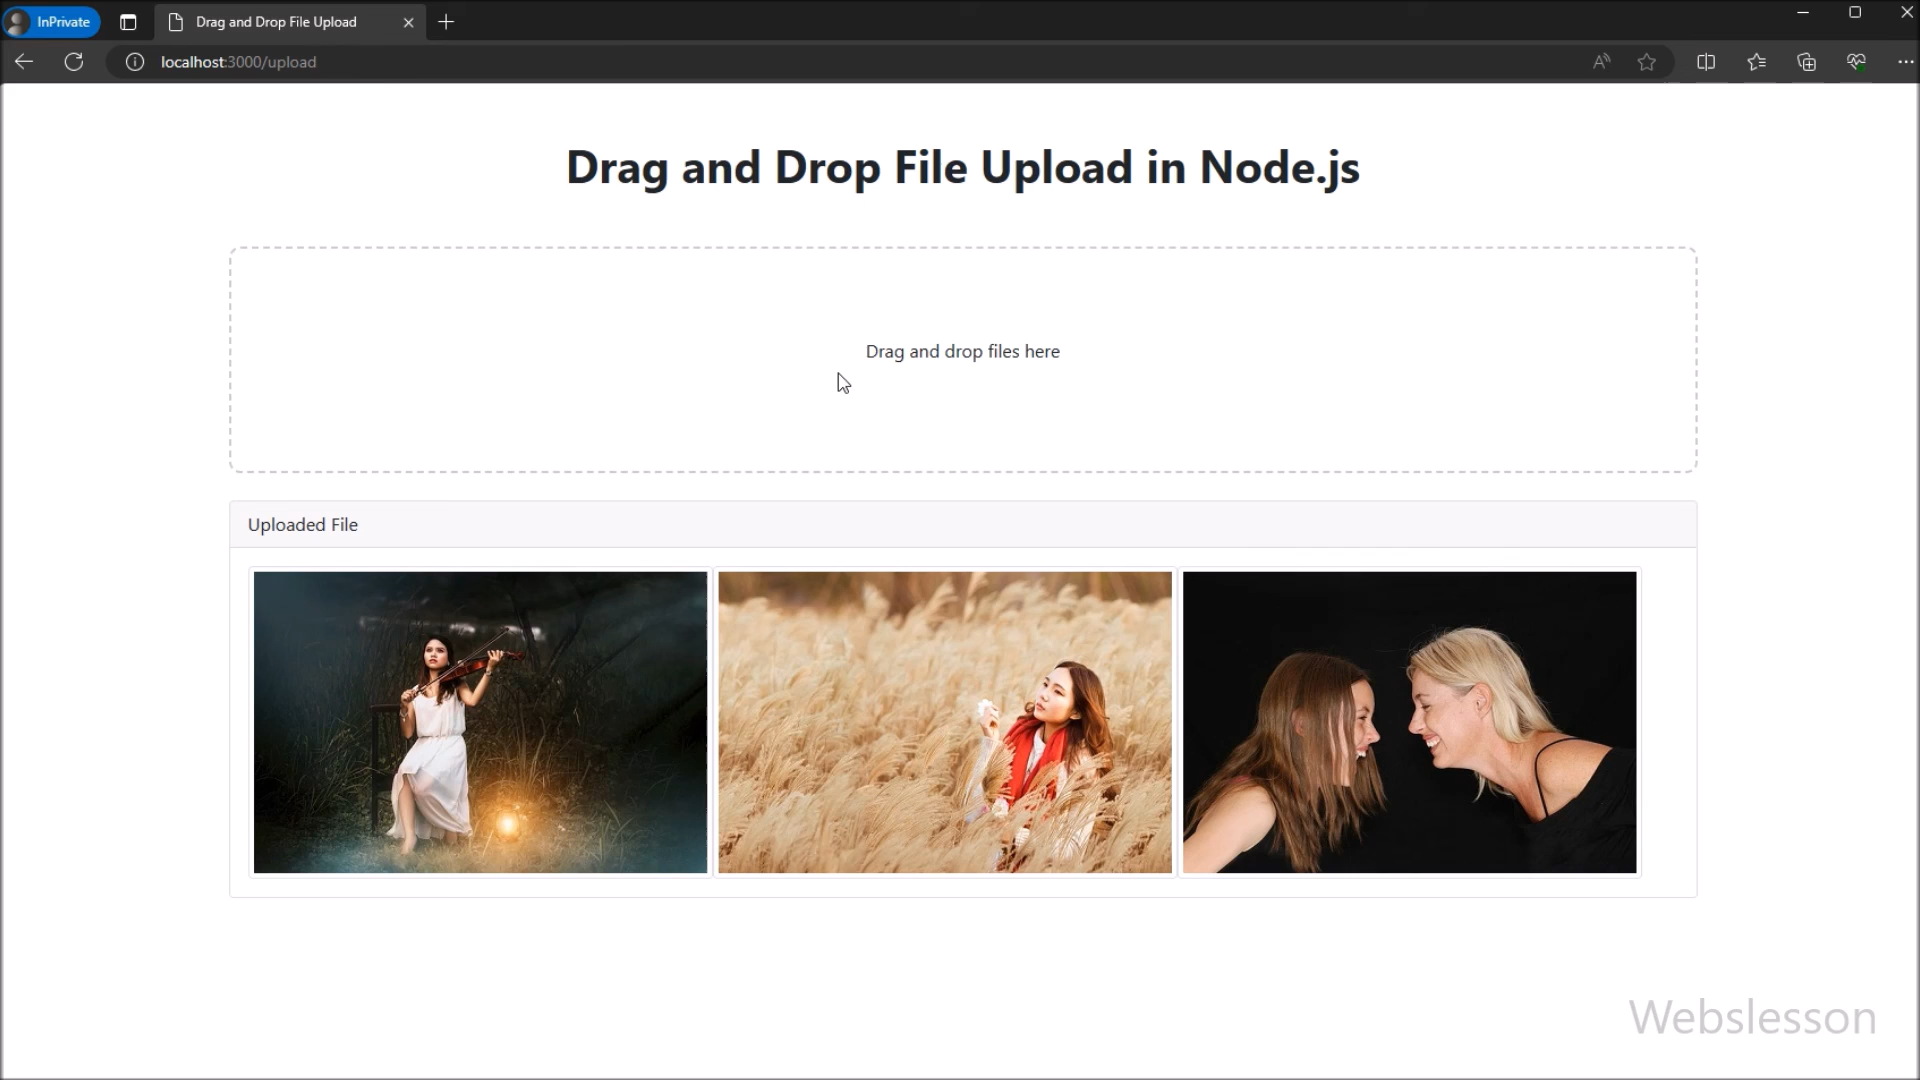 InPrivate
Drag and Drop File Upload
localhost:3000/upload
Drag and Drop File Upload in Node.js
Drag and drop files here
Uploaded File
Webslesson